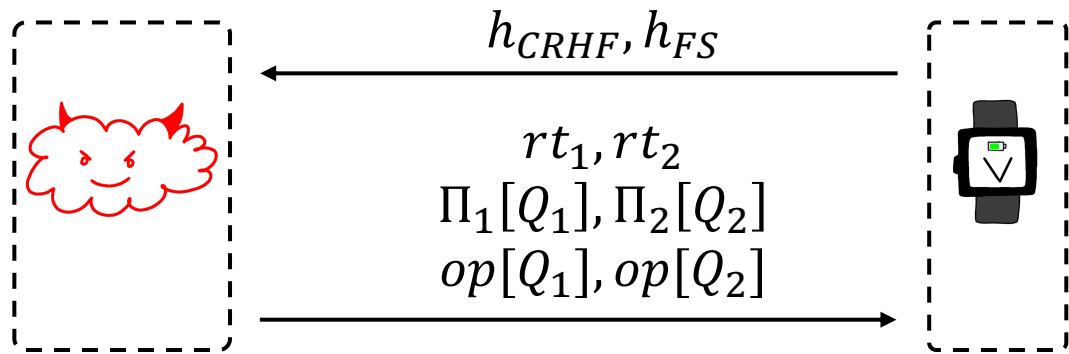 h_{CRHF}, h_{FS}
rt_1, rt_2
Π_1[Q_1], Π_2[Q_2]
op[Q_1], op[Q_2]
V